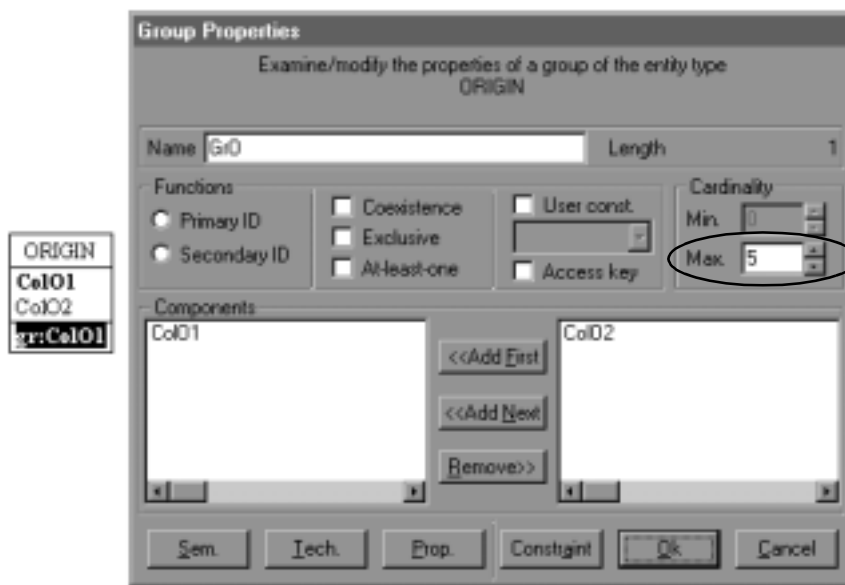 Group Properties
Examine/modify the properties of a group of the entity type
ORIGIN
Name GrO Length 1
Functions
Primary ID
Secondary ID
Coexistence
Exclusive
At-least-one
User const.
Access key
Cardinality
Min. 0
Max. 5
ORIGIN
ColO1
ColO2
gr:ColO1
Components
ColO1
<<Add First
<<Add Next
Remove>>
ColO2
Sem. Tech. Prop. Constraint Ok Cancel